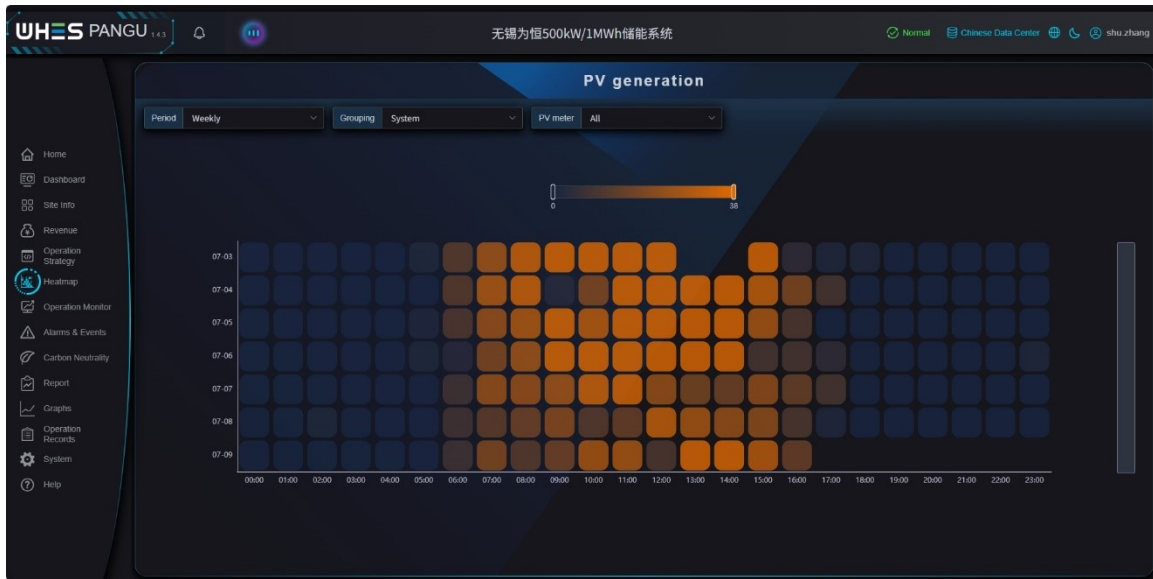 WHES PANGU 1.4.3
无锡为恒500kW/1MWh储能系统
Normal
Chinese Data Center
shu.zhang
PV generation
Period Weekly
Grouping System
PV meter All
Home
Dashboard
Site Info
Revenue
Operation
Strategy
Heatmap
Operation Monitor
Alarms & Events
Carbon Neutrality
Report
Graphs
Operation
Records
System
Help
0 38
07-03
07-04
07-05
07-06
07-07
07-08
07-09
00:00 01:00 02:00 03:00 04:00 05:00 06:00 07:00 08:00 09:00 10:00 11:00 12:00 13:00 14:00 15:00 16:00 17:00 18:00 19:00 20:00 21:00 22:00 23:00